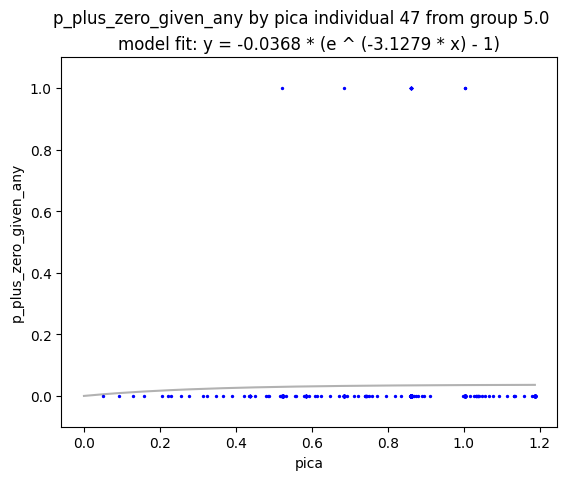 p_plus_zero_given_any by pica individual 47 from group 5.0
model fit: y = -0.0368 * (e ^ (-3.1279 * x) - 1)
1.0
0.8
0.6
0.4
0.2
0.0
p_plus_zero_given_any
0.0 0.2 0.4 0.6 0.8 1.0 1.2
pica